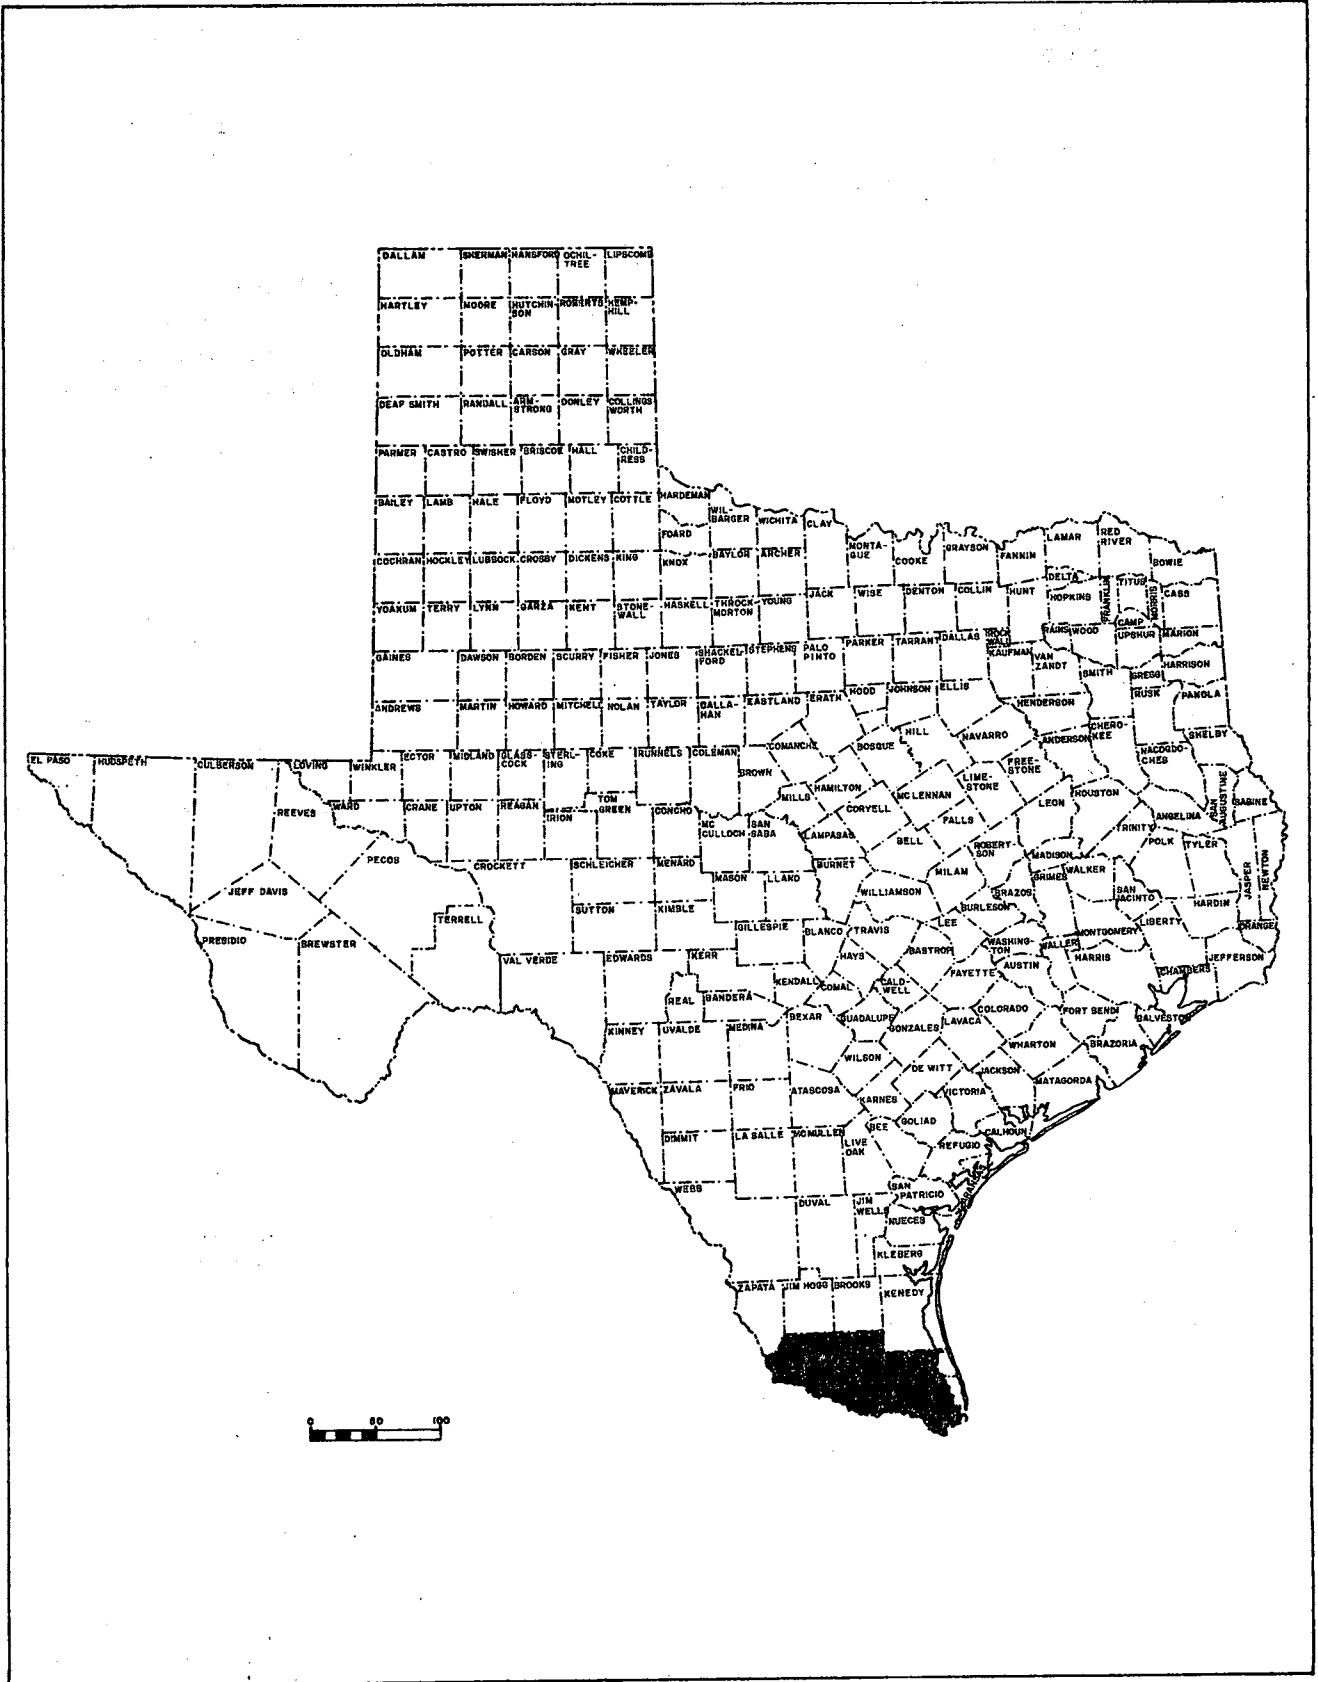 DALLAM SHERMAN HANSFORD OCHIL-
TREE LIPSCOMB
HARTLEY MOORE HUTCHIN-
SON ROBERTS HEMP-
HILL
OLDHAM POTTER CARSON GRAY WHEELER
DEAF SMITH RANDALL ARM-
STRONG DONLEY COLLINGS
WORTH
PARMER CASTRO SWISHER BRISCOE HALL CHILD-
RESS
BAILEY LAMB HALE FLOYD MOTLEY COTTLE HARDEMAN
FOARD WIL-
BARGER WICHITA CLAY
MONTA-
GUE COOKE GRAYSON FANNIN LAMAR RED
RIVER BOWIE
COCHRAN HOCKLEY LUBBOCK CROSBY DICKENS KING KNOX BAYLOR ARCHER
JACK WISE DENTON COLLIN HUNT DELTA
HOPKINS FRANKLIN TITUS MORRIS CASS
YOAKUM TERRY LYNN GARZA KENT STONE-
WALL HASKELL THROCK-
MORTON YOUNG
CAMP
GAINES DAWSON BORDEN SCURRY FISHER JONES SHACKEL-
FORD STEPHENS PALO
PINTO PARKER TARRANT DALLAS ROCK
WALL KAUFMAN RAINS WOOD UPSHUR MARION
VAN
ZANDT SMITH GREGG HARRISON
ANDREWS MARTIN HOWARD MITCHELL NOLAN TAYLOR CALLA-
HAN EASTLAND ERATH HOOD JOHNSON ELLIS HENDERSON RUSK PANOLA
EL PASO HUDSPETH CULBERSON LOVING WINKLER ECTOR MIDLAND GLASS-
COCK STERL-
ING COKE RUNNELS COLEMAN BROWN COMANCHE BOSQUE HILL NAVARRO ANDERSON CHERO-
KEE NACOGDO-
CHES SHELBY
REEVES WARD CRANE UPTON REAGAN IRION TOM
GREEN CONCHO MC
CULLOCH SAN
SABA MILLS HAMILTON CORYELL MC LENNAN LIME-
STONE FREE-
STONE LEON HOUSTON ANGELINA SAN
AUGUSTINE SABINE
JEFF DAVIS PECOS CROCKETT SCHLEICHER MENARD MASON LLANO LAMPASAS BURNET BELL FALLS ROBERT-
SON MADISON TRINITY POLK TYLER JASPER NEWTON
PRESIDIO BREWSTER TERRELL SUTTON KIMBLE GILLESPIE WILLIAMSON MILAM BRAZOS GRIMES WALKER SAN
JACINTO HARDIN
VAL VERDE EDWARDS KERR BLANCO TRAVIS BASTROP LEE BURLESON WASHING-
TON WALLER MONTGOMERY LIBERTY ORANGE
REAL BANDERA KENDALL HAYS COMAL CALD-
WELL FAYETTE AUSTIN HARRIS CHAMBERS JEFFERSON
KINNEY UVALDE MEDINA BEXAR GUADALUPE GONZALES LAVACA COLORADO FORT BEND GALVESTON
WILSON DE WITT JACKSON WHARTON BRAZORIA
MAVERICK ZAVALA FRIO ATASCOSA KARNES VICTORIA MATAGORDA
DIMMIT LA SALLE MCMULLEN LIVE
OAK BEE GOLIAD REFUGIO CALHOUN
WEBB DUVAL JIM
WELLS SAN
PATRICIO ARANSAS
NUECES
KLEBERG
ZAPATA JIM HOGG BROOKS KENEDY
0 50 100